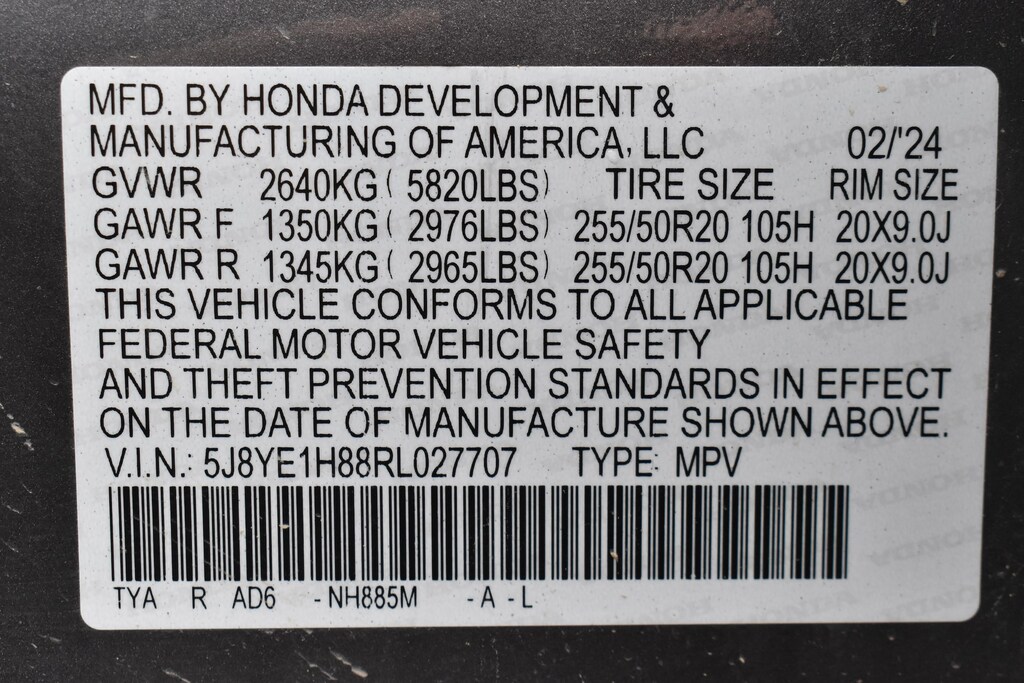 MFD. BY HONDA DEVELOPMENT &
MANUFACTURING OF AMERICA, LLC 02/'24
GVWR 2640KG ( 5820LBS) TIRE SIZE RIM SIZE
GAWR F 1350KG ( 2976LBS) 255/50R20 105H 20X9.0J
GAWR R 1345KG ( 2965LBS) 255/50R20 105H 20X9.0J
THIS VEHICLE CONFORMS TO ALL APPLICABLE
FEDERAL MOTOR VEHICLE SAFETY
AND THEFT PREVENTION STANDARDS IN EFFECT
ON THE DATE OF MANUFACTURE SHOWN ABOVE.
V.I.N.: 5J8YE1H88RL027707 TYPE: MPV
TYA R AD6 - NH885M - A - L